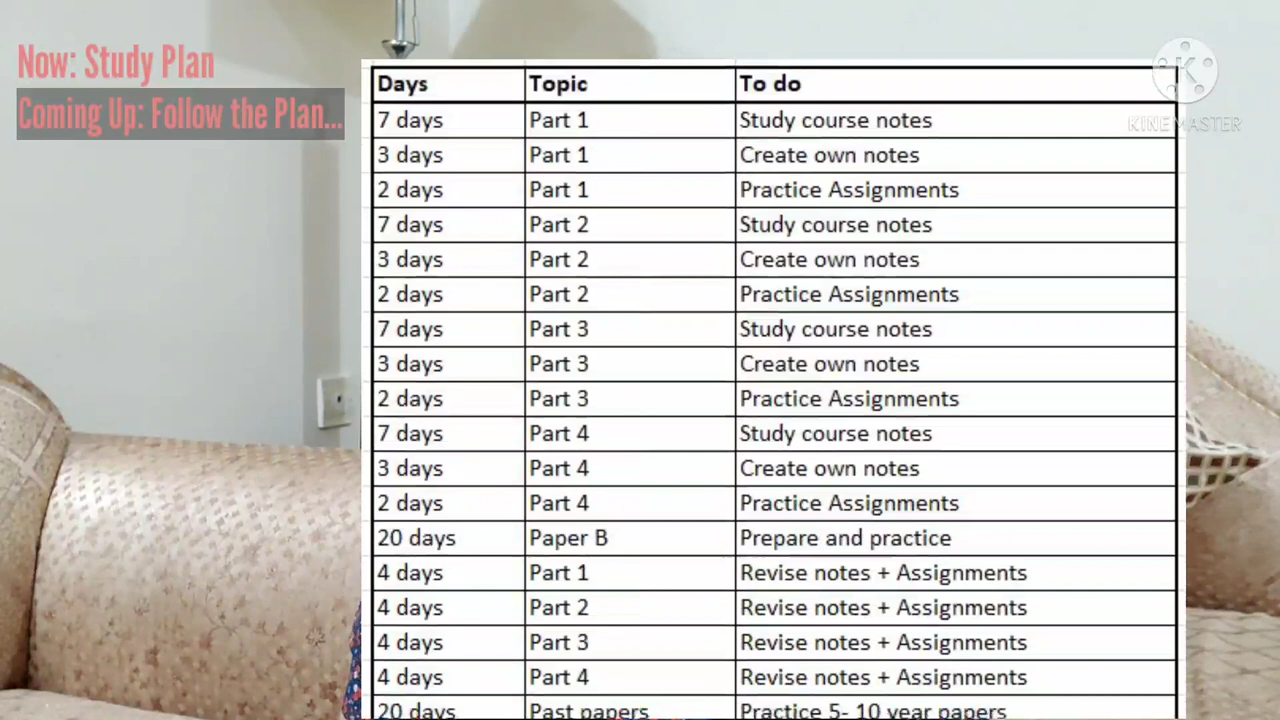 Now: Study Plan
Coming Up: Follow the Plan...
KINEMASTER
Days Topic To do
7 days Part 1 Study course notes
3 days Part 1 Create own notes
2 days Part 1 Practice Assignments
7 days Part 2 Study course notes
3 days Part 2 Create own notes
2 days Part 2 Practice Assignments
7 days Part 3 Study course notes
3 days Part 3 Create own notes
2 days Part 3 Practice Assignments
7 days Part 4 Study course notes
3 days Part 4 Create own notes
2 days Part 4 Practice Assignments
20 days Paper B Prepare and practice
4 days Part 1 Revise notes + Assignments
4 days Part 2 Revise notes + Assignments
4 days Part 3 Revise notes + Assignments
4 days Part 4 Revise notes + Assignments
20 days Past papers Practice 5- 10 year papers